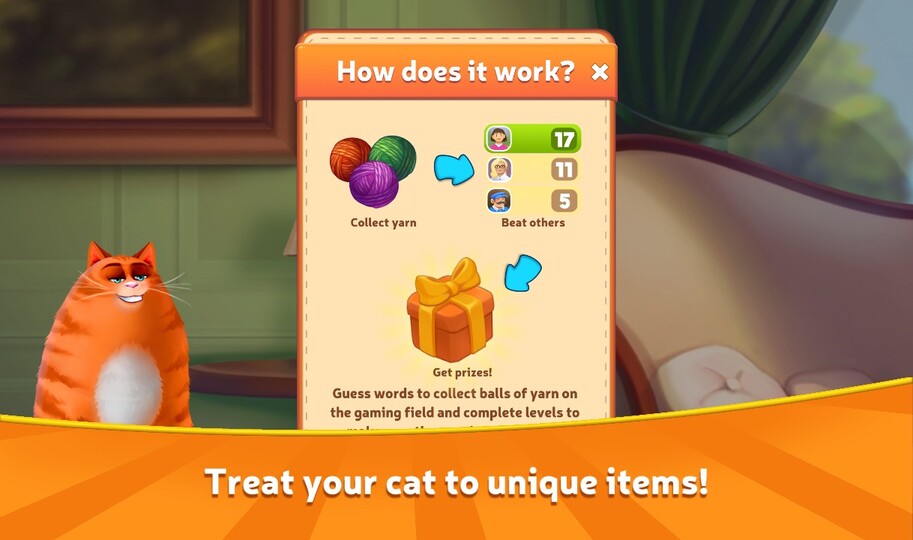 How does it work?
17
11
5
Collect yarn
Beat others
Get prizes!
Guess words to collect balls of yarn on
the gaming field and complete levels to
Treat your cat to unique items!